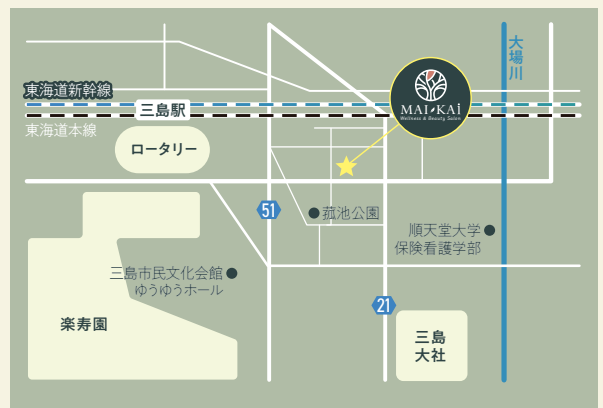 大場川
東海道新幹線
三島駅
東海道本線
MAI・KAI
Wellness & Beauty Salon
ロータリー
51
菰池公園
順天堂大学
保険看護学部
三島市民文化会館
ゆうゆうホール
21
楽寿園
三島
大社